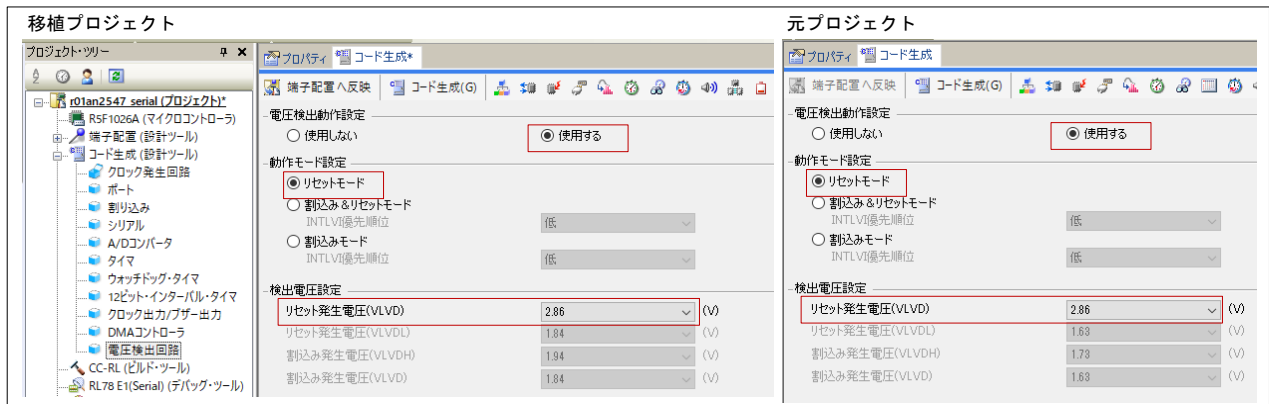 移植プロジェクト
プロジェクト・ツリー
r01an2547_serial (プロジェクト)*
R5F1026A (マイクロコントローラ)
端子配置 (設計ツール)
コード生成 (設計ツール)
クロック発生回路
ポート
割り込み
シリアル
A/Dコンバータ
タイマ
ウォッチドッグ・タイマ
12ビット・インターバル・タイマ
クロック出力/ブザー出力
DMAコントローラ
電圧検出回路
CC-RL (ビルド・ツール)
RL78 E1(Serial) (デバッグ・ツール)
プロパティ コード生成*
端子配置へ反映 コード生成(G)
電圧検出動作設定
使用しない 使用する
動作モード設定
リセットモード
割込み&リセットモード
INTLVI優先順位 低
割込みモード
INTLVI優先順位 低
検出電圧設定
リセット発生電圧(VLVD) 2.86 (V)
リセット発生電圧(VLVDL) 1.84 (V)
割込み発生電圧(VLVDH) 1.94 (V)
割込み発生電圧(VLVD) 1.84 (V)
元プロジェクト
プロパティ コード生成
端子配置へ反映 コード生成(G)
電圧検出動作設定
使用しない 使用する
動作モード設定
リセットモード
割込み&リセットモード
INTLVI優先順位 低
割込みモード
INTLVI優先順位 低
検出電圧設定
リセット発生電圧(VLVD) 2.86 (V)
リセット発生電圧(VLVDL) 1.63 (V)
割込み発生電圧(VLVDH) 1.73 (V)
割込み発生電圧(VLVD) 1.63 (V)